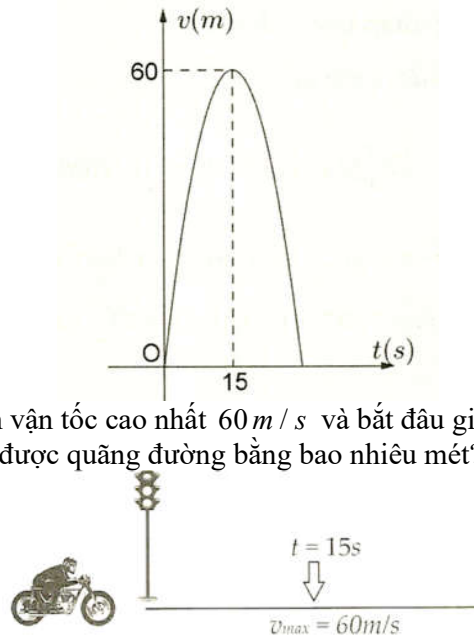 v(m)
60
O
t(s)
15
vận tốc cao nhất 60 m / s và bắt đâu
được quãng đường bằng bao nhiêu mét
t = 15s
vmax = 60m/s